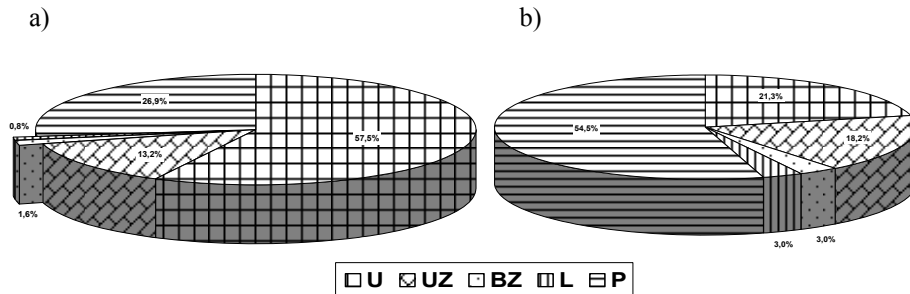 a) b)
26,9% 21,3%
0,8% 57,5% 54,5% 18,2%
13,2%
1,6% 3,0% 3,0%
U UZ BZ L P